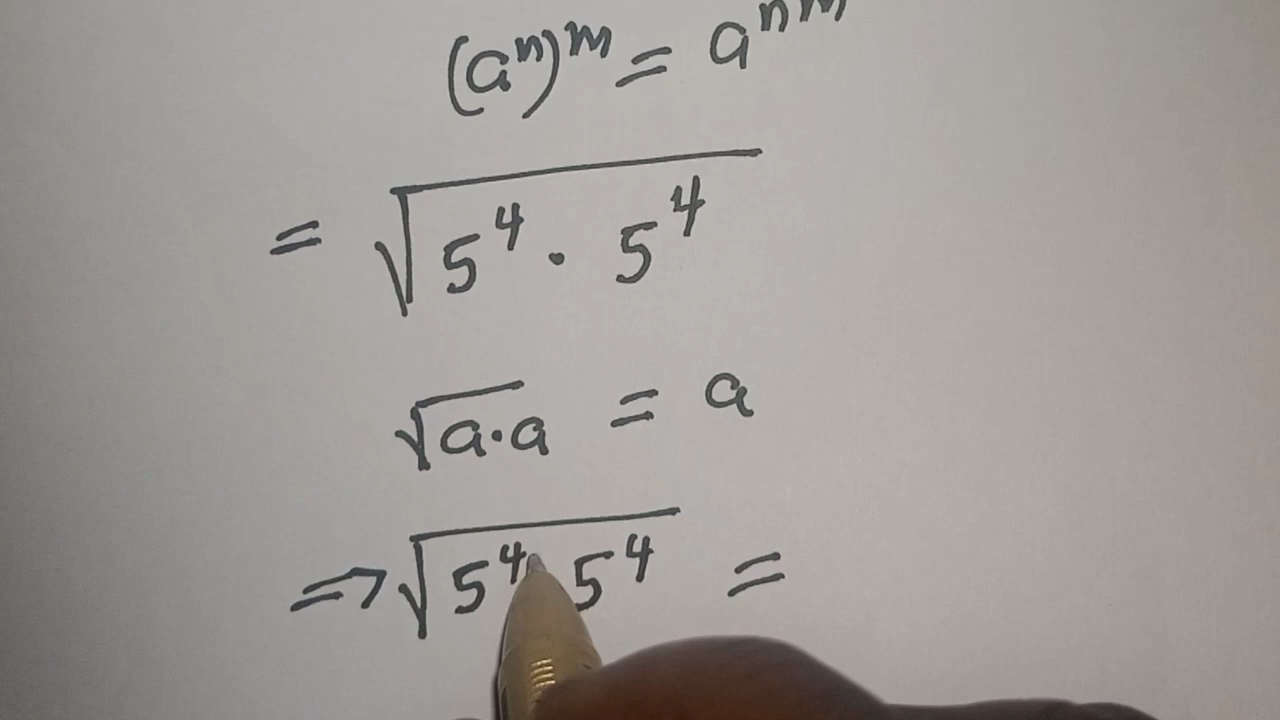 (aⁿ)ᵐ = aⁿᵐ
= √(5⁴ · 5⁴)
√(a·a) = a
⇒ √(5⁴ 5⁴) =